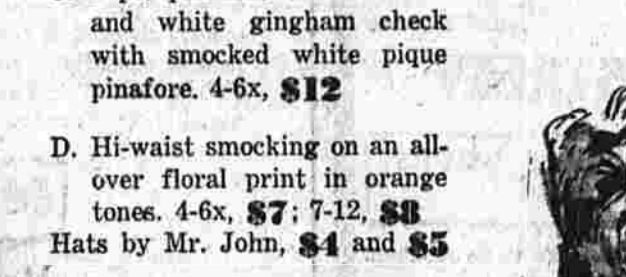 and white gingham check
with smocked white pique
pinafore. 4-6x, $12
D. Hi-waist smocking on an all-
over floral print in orange
tones. 4-6x, $7; 7-12, $8
Hats by Mr. John, $4 and $5